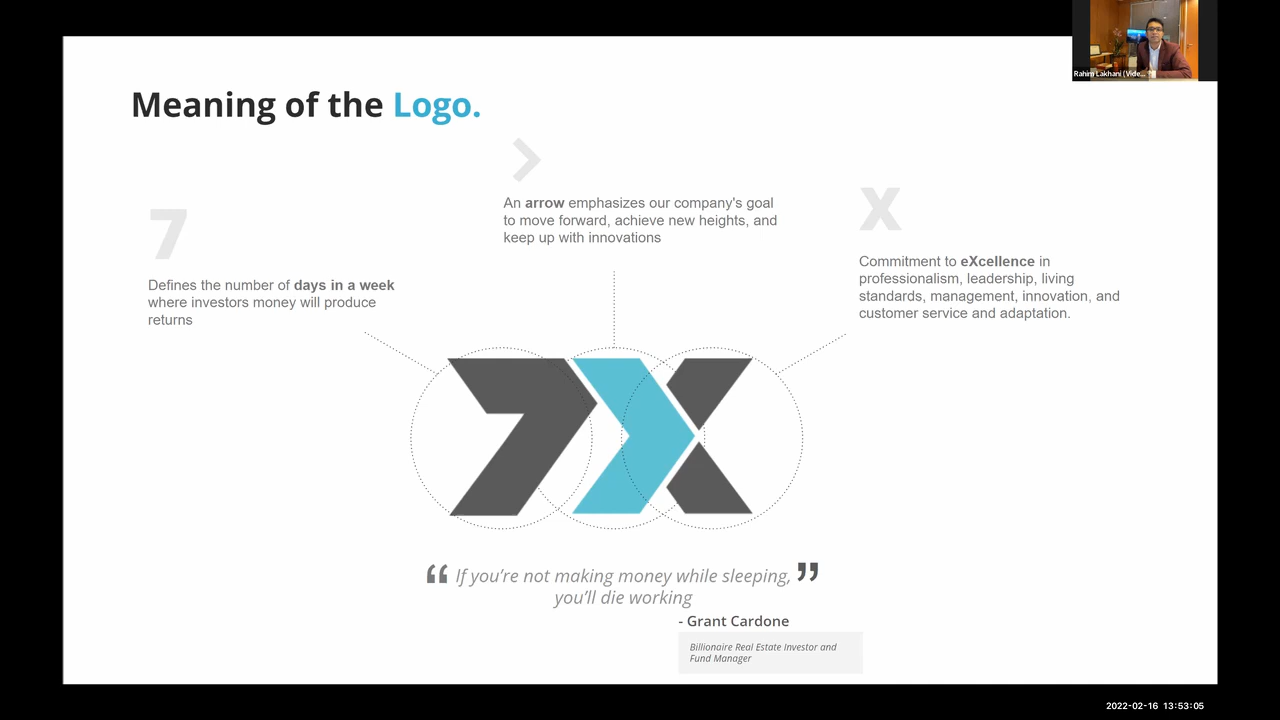 Rahim Lakhani (Vide...
Meaning of the Logo.
7
Defines the number of days in a week
where investors money will produce
returns
An arrow emphasizes our company's goal
to move forward, achieve new heights, and
keep up with innovations
X
Commitment to eXcellence in
professionalism, leadership, living
standards, management, innovation, and
customer service and adaptation.
7X
“ If you’re not making money while sleeping, ”
you’ll die working
- Grant Cardone
Billionaire Real Estate Investor and
Fund Manager
2022-02-16 13:53:05